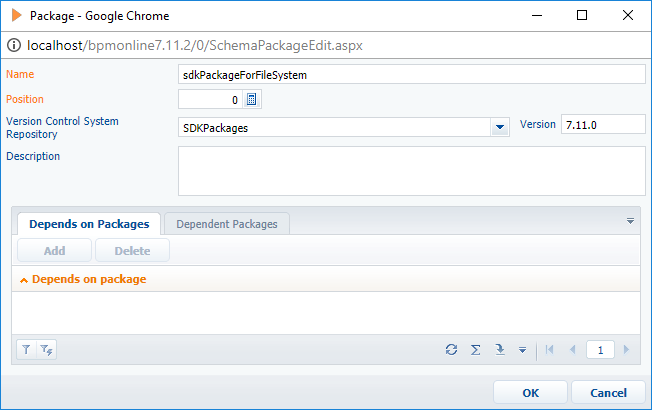 Package - Google Chrome
localhost/bpmonline7.11.2/0/SchemaPackageEdit.aspx
Name sdkPackageForFileSystem
Position 0
Version Control System
Repository SDKPackages Version 7.11.0
Description
Depends on Packages Dependent Packages
Add Delete
Depends on package
1
OK Cancel